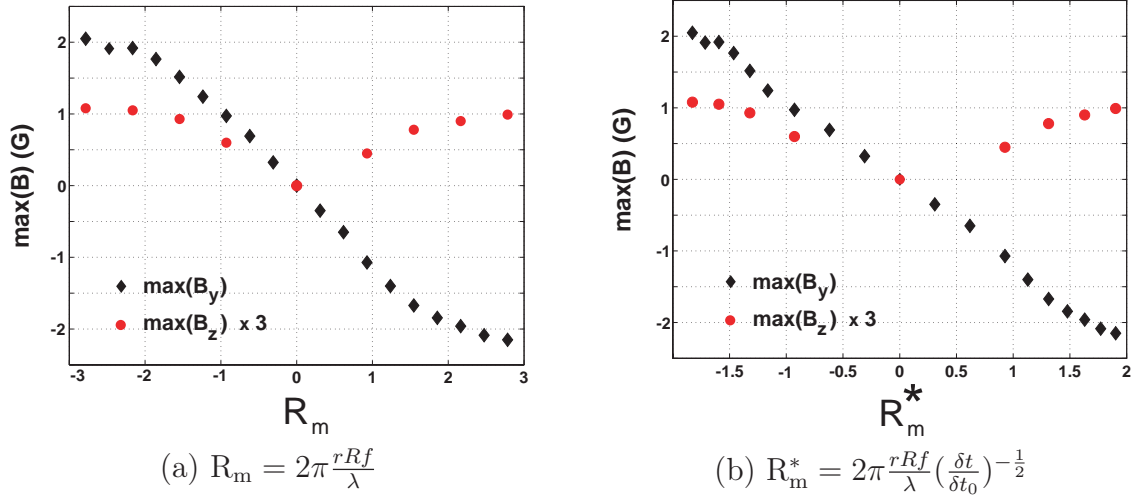 max(B) (G)
2
1
0
-1
-2
-3
-2
-1
0
1
2
3
max(B_y)
max(B_z) x 3
R_m
(a) R_m = 2π rRf/λ
max(B) (G)
2
1
0
-1
-2
-1.5
-1
-0.5
0
0.5
1
1.5
2
max(B_y)
max(B_z) x 3
R_m^*
(b) R_m^* = 2π rRf/λ (δt/δt_0)^{-1/2}